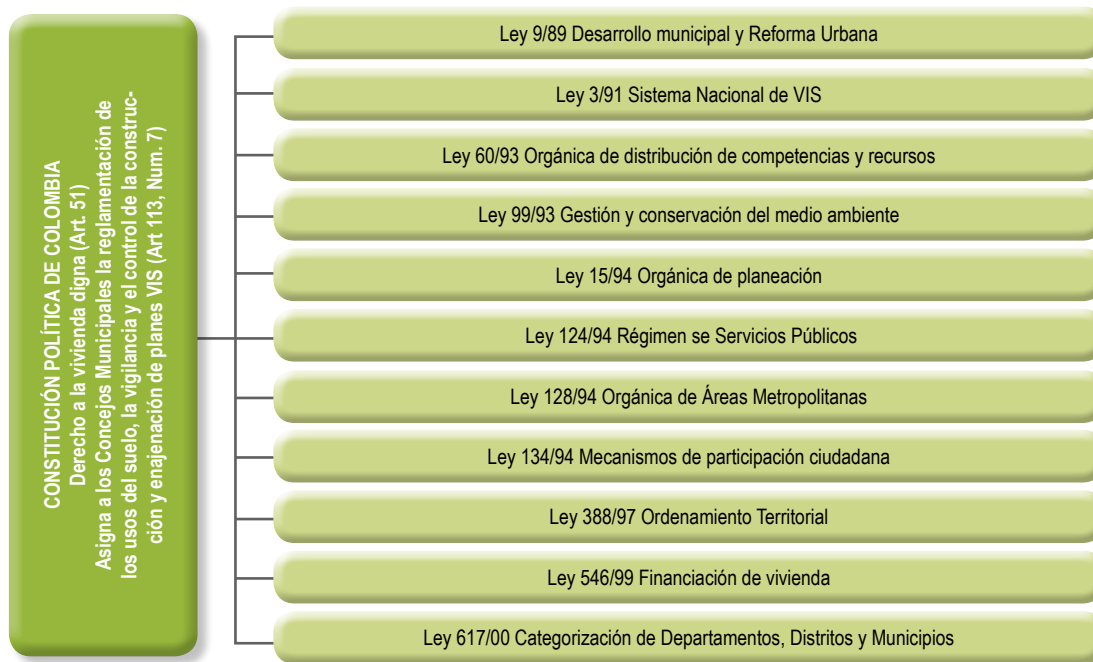 CONSTITUCIÓN POLÍTICA DE COLOMBIA
Derecho a la vivienda digna (Art. 51)
Asigna a los Concejos Municipales la reglamentación de
los usos del suelo, la vigilancia y el control de la construc-
ción y enajenación de planes VIS (Art 113, Num. 7)
Ley 9/89 Desarrollo municipal y Reforma Urbana
Ley 3/91 Sistema Nacional de VIS
Ley 60/93 Orgánica de distribución de competencias y recursos
Ley 99/93 Gestión y conservación del medio ambiente
Ley 15/94 Orgánica de planeación
Ley 124/94 Régimen se Servicios Públicos
Ley 128/94 Orgánica de Áreas Metropolitanas
Ley 134/94 Mecanismos de participación ciudadana
Ley 388/97 Ordenamiento Territorial
Ley 546/99 Financiación de vivienda
Ley 617/00 Categorización de Departamentos, Distritos y Municipios